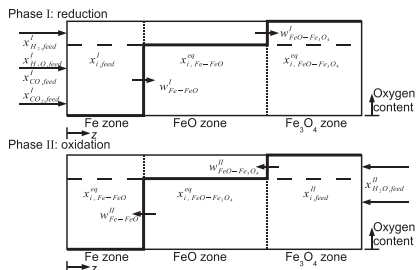 Phase I: reduction
x^I_{H_2,feed}
x^I_{H_2O,feed}
x^I_{CO,feed}
x^I_{CO_2,feed}
x^I_{i,feed}
x^{eq}_{i,Fe-FeO}
x^{eq}_{i,FeO-Fe_3O_4}
w^I_{FeO-Fe_3O_4}
w^I_{Fe-FeO}
Oxygen
content
Fe zone FeO zone Fe_3O_4 zone
z
Phase II: oxidation
x^{eq}_{i,Fe-FeO}
x^{eq}_{i,FeO-Fe_3O_4}
w^{II}_{FeO-Fe_3O_4}
x^{II}_{i,feed}
x^{II}_{H_2O,feed}
w^{II}_{Fe-FeO}
Oxygen
content
Fe zone FeO zone Fe_3O_4 zone
z